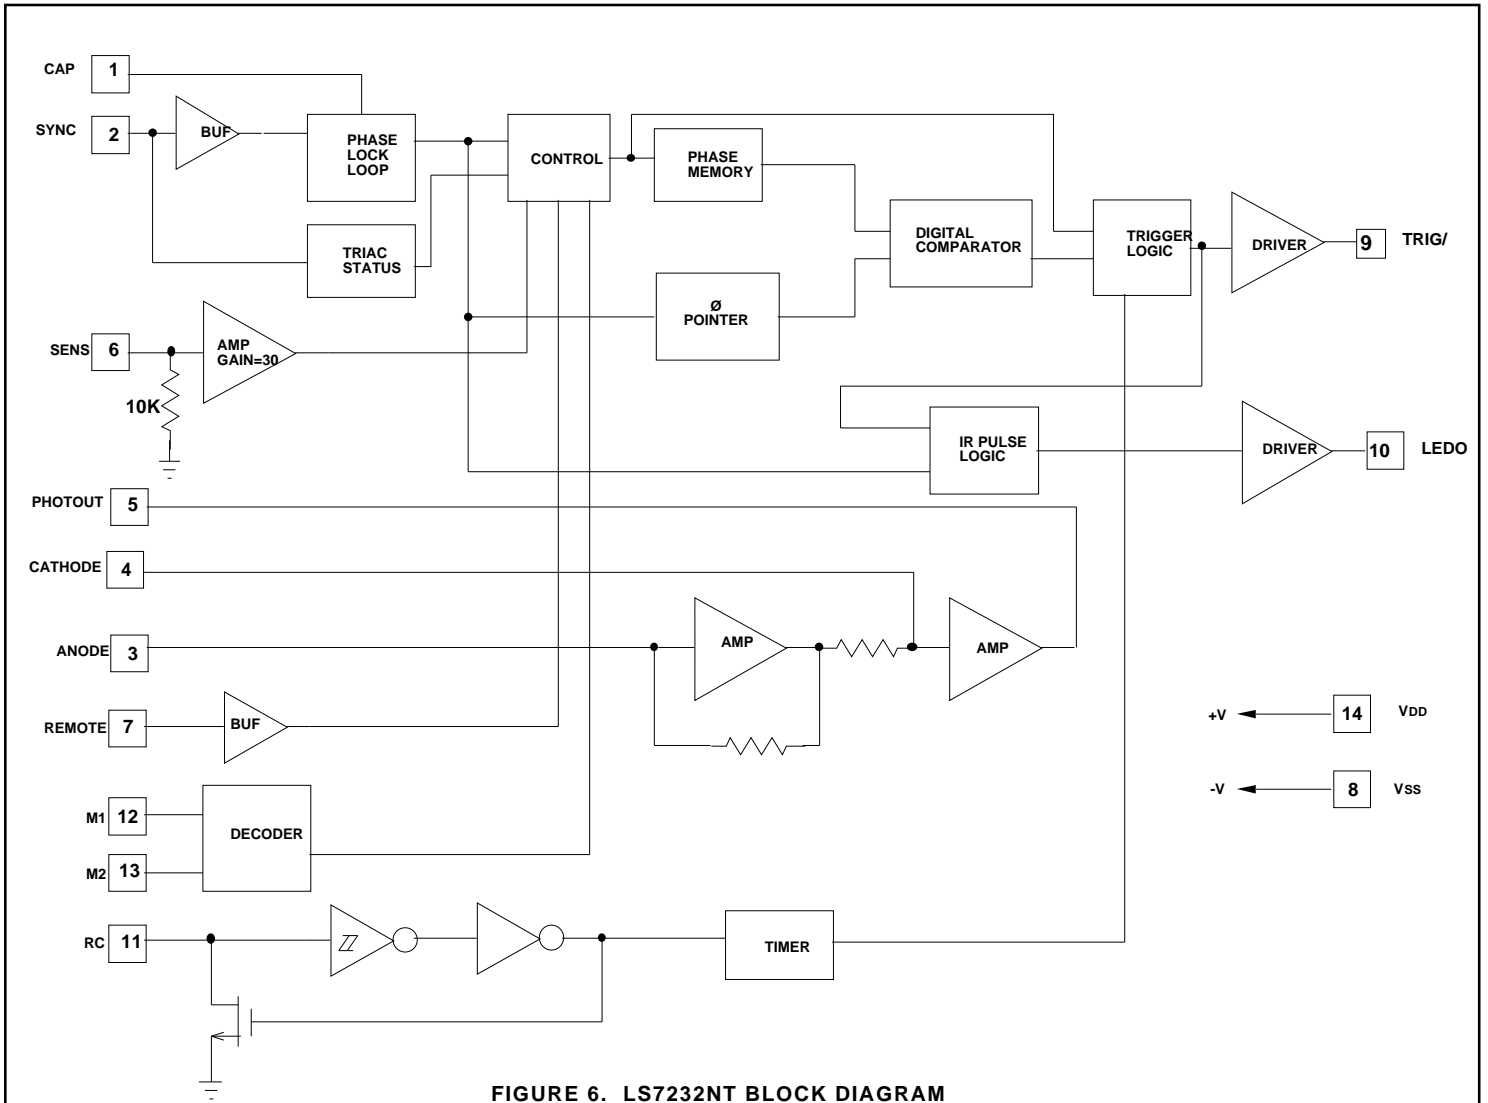 CAP 1
SYNC 2
BUF
PHASE
LOCK
LOOP
CONTROL
PHASE
MEMORY
TRIAC
STATUS
DIGITAL
COMPARATOR
TRIGGER
LOGIC
DRIVER
9 TRIG/
Ø
POINTER
SENS 6
AMP
GAIN=30
10K
IR PULSE
LOGIC
DRIVER
10 LEDO
PHOTOUT 5
CATHODE 4
ANODE 3
AMP
AMP
REMOTE 7
BUF
+V 14 VDD
-V 8 VSS
M1 12
M2 13
DECODER
RC 11
TIMER
FIGURE 6. LS7232NT BLOCK DIAGRAM